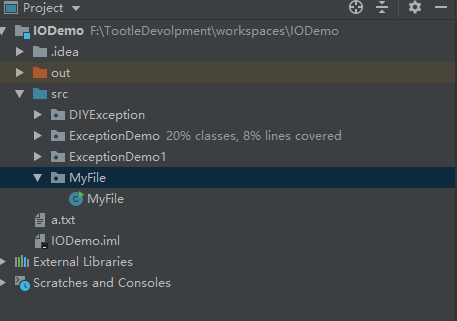 Project
IODemo F:\TootleDevolpment\workspaces\IODemo
.idea
out
src
DIYException
ExceptionDemo 20% classes, 8% lines covered
ExceptionDemo1
MyFile
MyFile
a.txt
IODemo.iml
External Libraries
Scratches and Consoles